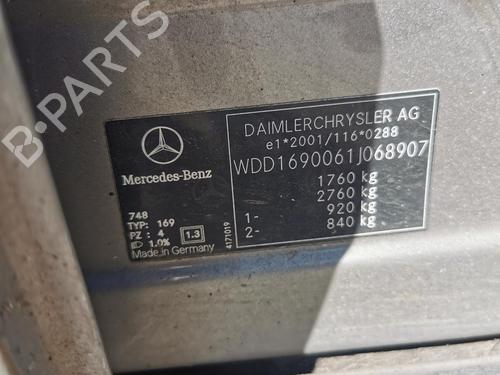 B-PARTS
Mercedes-Benz
748
TYP: 169
PZ : 4
1.0%
1.3
Made in Germany
4171019
DAIMLERCHRYSLER AG
e1*2001/116*0288
WDD1690061J068907
1760 kg
2760 kg
1- 920 kg
2- 840 kg